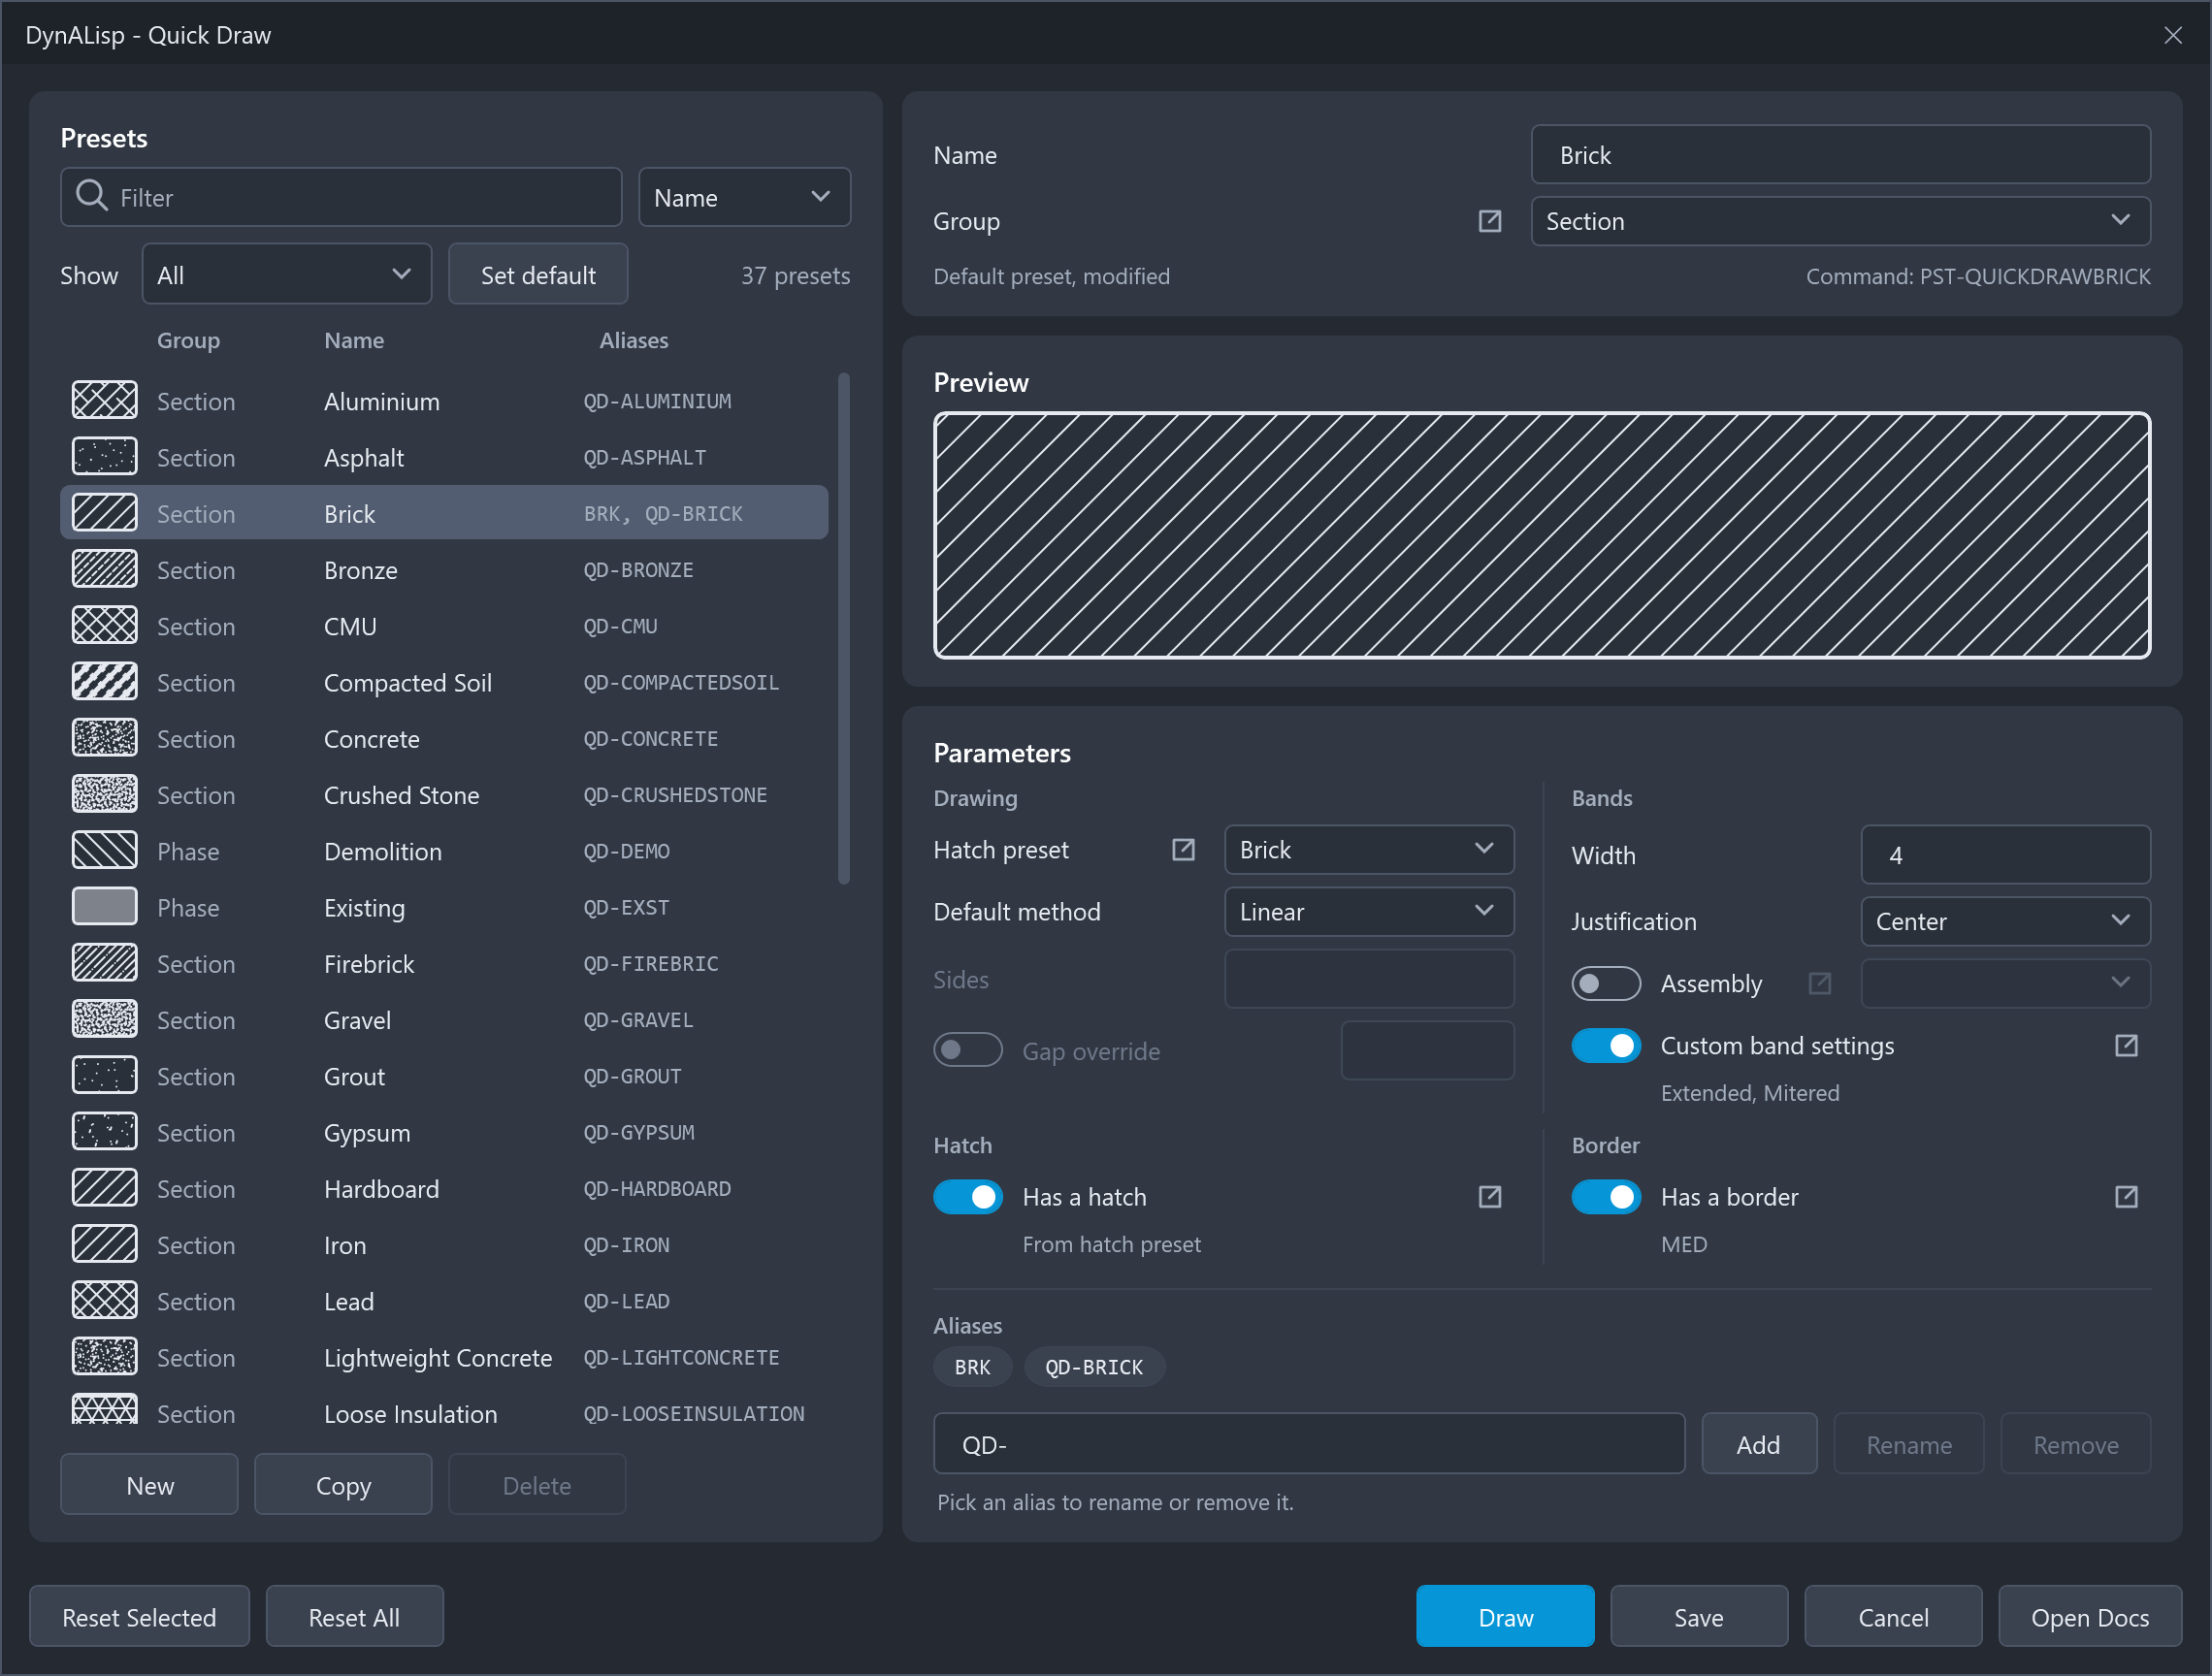 DynALisp - Quick Draw
Presets
Filter
Name
Show
All
Set default
37 presets
Group Name Aliases
Section Aluminium QD-ALUMINIUM
Section Asphalt QD-ASPHALT
Section Brick BRK, QD-BRICK
Section Bronze QD-BRONZE
Section CMU QD-CMU
Section Compacted Soil QD-COMPACTEDSOIL
Section Concrete QD-CONCRETE
Section Crushed Stone QD-CRUSHEDSTONE
Phase Demolition QD-DEMO
Phase Existing QD-EXST
Section Firebrick QD-FIREBRIC
Section Gravel QD-GRAVEL
Section Grout QD-GROUT
Section Gypsum QD-GYPSUM
Section Hardboard QD-HARDBOARD
Section Iron QD-IRON
Section Lead QD-LEAD
Section Lightweight Concrete QD-LIGHTCONCRETE
Section Loose Insulation QD-LOOSEINSULATION
New Copy Delete
Name Brick
Group Section
Default preset, modified Command: PST-QUICKDRAWBRICK
Preview
Parameters
Drawing
Hatch preset Brick
Default method Linear
Sides
Gap override
Bands
Width 4
Justification Center
Assembly
Custom band settings
Extended, Mitered
Hatch
Has a hatch
From hatch preset
Border
Has a border
MED
Aliases
BRK QD-BRICK
QD- Add Rename Remove
Pick an alias to rename or remove it.
Reset Selected Reset All Draw Save Cancel Open Docs